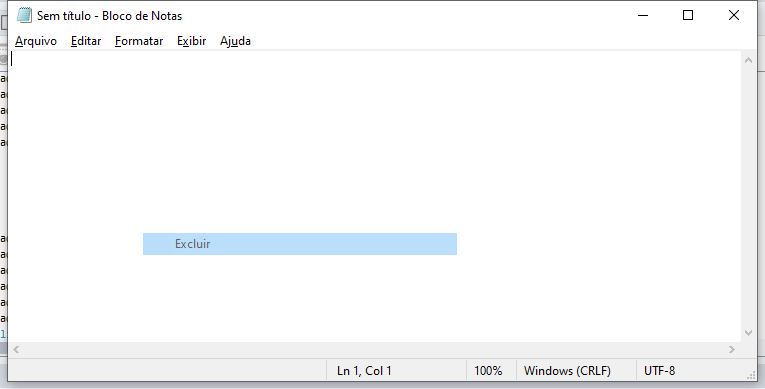 Sem título - Bloco de Notas
Arquivo Editar Formatar Exibir Ajuda
Excluir
Ln 1, Col 1 100% Windows (CRLF) UTF-8